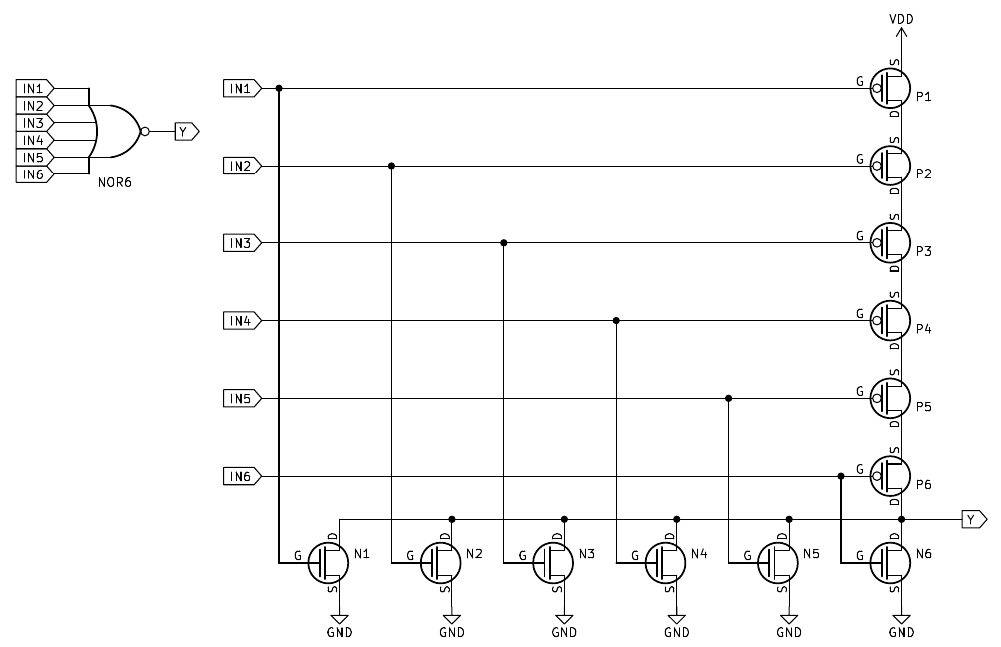 VDD
S
IN1
IN1
G
P1
IN2
D
IN3
Y
IN4
S
IN5
IN2
G
P2
IN6
NOR6
D
S
IN3
G
P3
D
S
IN4
G
P4
D
S
IN5
G
P5
D
S
IN6
G
P6
D
Y
D
D
D
D
D
D
G
N1
G
N2
G
N3
G
N4
G
N5
G
N6
S
S
S
S
S
S
GND
GND
GND
GND
GND
GND